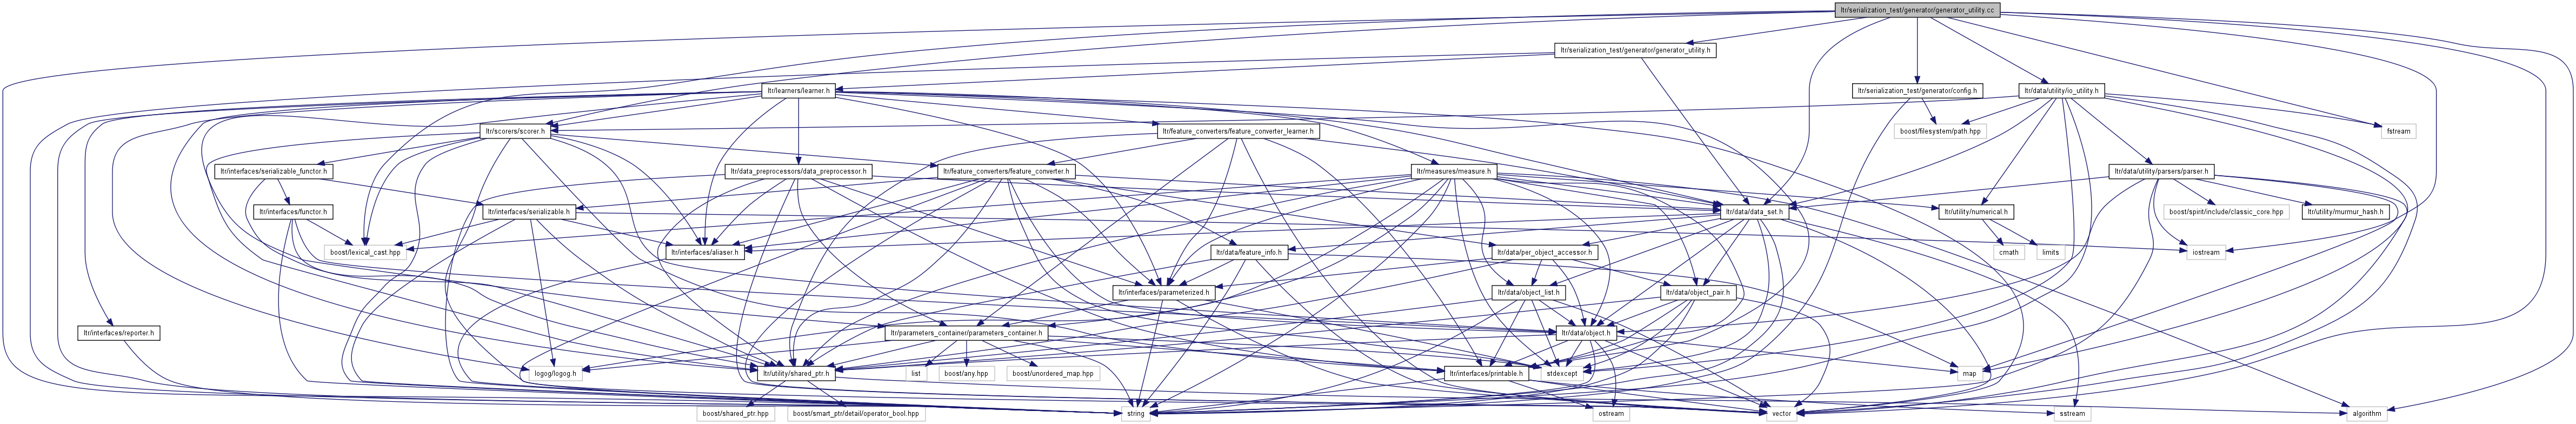 ltr/serialization_test/generator/generator_utility.cc
ltr/serialization_test/generator/generator_utility.h
ltr/learners/learner.h
ltr/serialization_test/generator/config.h
ltr/data/utility/io_utility.h
ltr/scorers/scorer.h
ltr/feature_converters/feature_converter_learner.h
boost/filesystem/path.hpp
fstream
ltr/interfaces/serializable_functor.h
ltr/data_preprocessors/data_preprocessor.h
ltr/feature_converters/feature_converter.h
ltr/measures/measure.h
ltr/data/utility/parsers/parser.h
ltr/interfaces/functor.h
ltr/interfaces/serializable.h
ltr/data/data_set.h
ltr/utility/numerical.h
boost/spirit/include/classic_core.hpp
ltr/utility/murmur_hash.h
boost/lexical_cast.hpp
ltr/interfaces/aliaser.h
ltr/data/feature_info.h
ltr/data/per_object_accessor.h
cmath
limits
iostream
ltr/interfaces/parameterized.h
ltr/data/object_list.h
ltr/data/object_pair.h
ltr/interfaces/reporter.h
ltr/parameters_container/parameters_container.h
ltr/data/object.h
logog/logog.h
ltr/utility/shared_ptr.h
list
boost/any.hpp
boost/unordered_map.hpp
ltr/interfaces/printable.h
stdexcept
map
boost/shared_ptr.hpp
boost/smart_ptr/detail/operator_bool.hpp
string
ostream
vector
sstream
algorithm